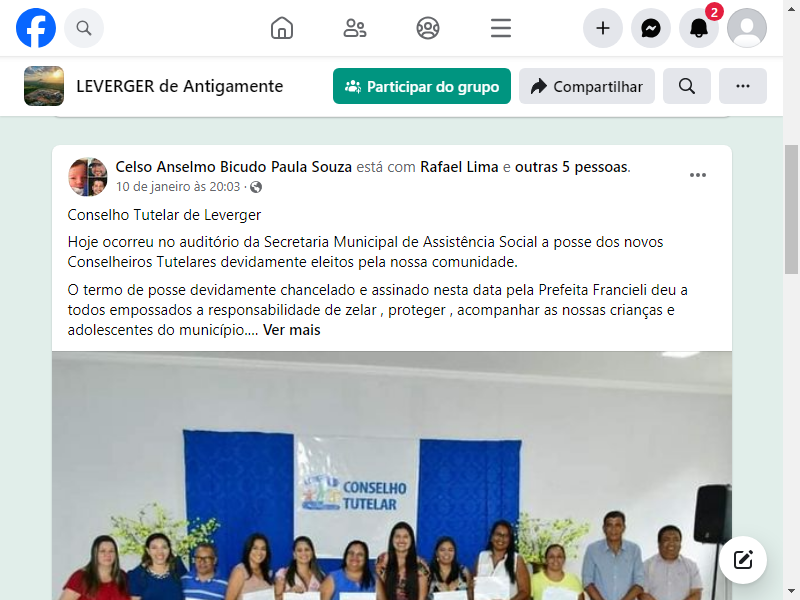 2
LEVERGER de Antigamente
Participar do grupo
Compartilhar
Celso Anselmo Bicudo Paula Souza está com Rafael Lima e outras 5 pessoas.
10 de janeiro às 20:03 ·
Conselho Tutelar de Leverger
Hoje ocorreu no auditório da Secretaria Municipal de Assistência Social a posse dos novos
Conselheiros Tutelares devidamente eleitos pela nossa comunidade.
O termo de posse devidamente chancelado e assinado nesta data pela Prefeita Francieli deu a
todos empossados a responsabilidade de zelar , proteger , acompanhar as nossas crianças e
adolescentes do município.... Ver mais
CONSELHO
TUTELAR